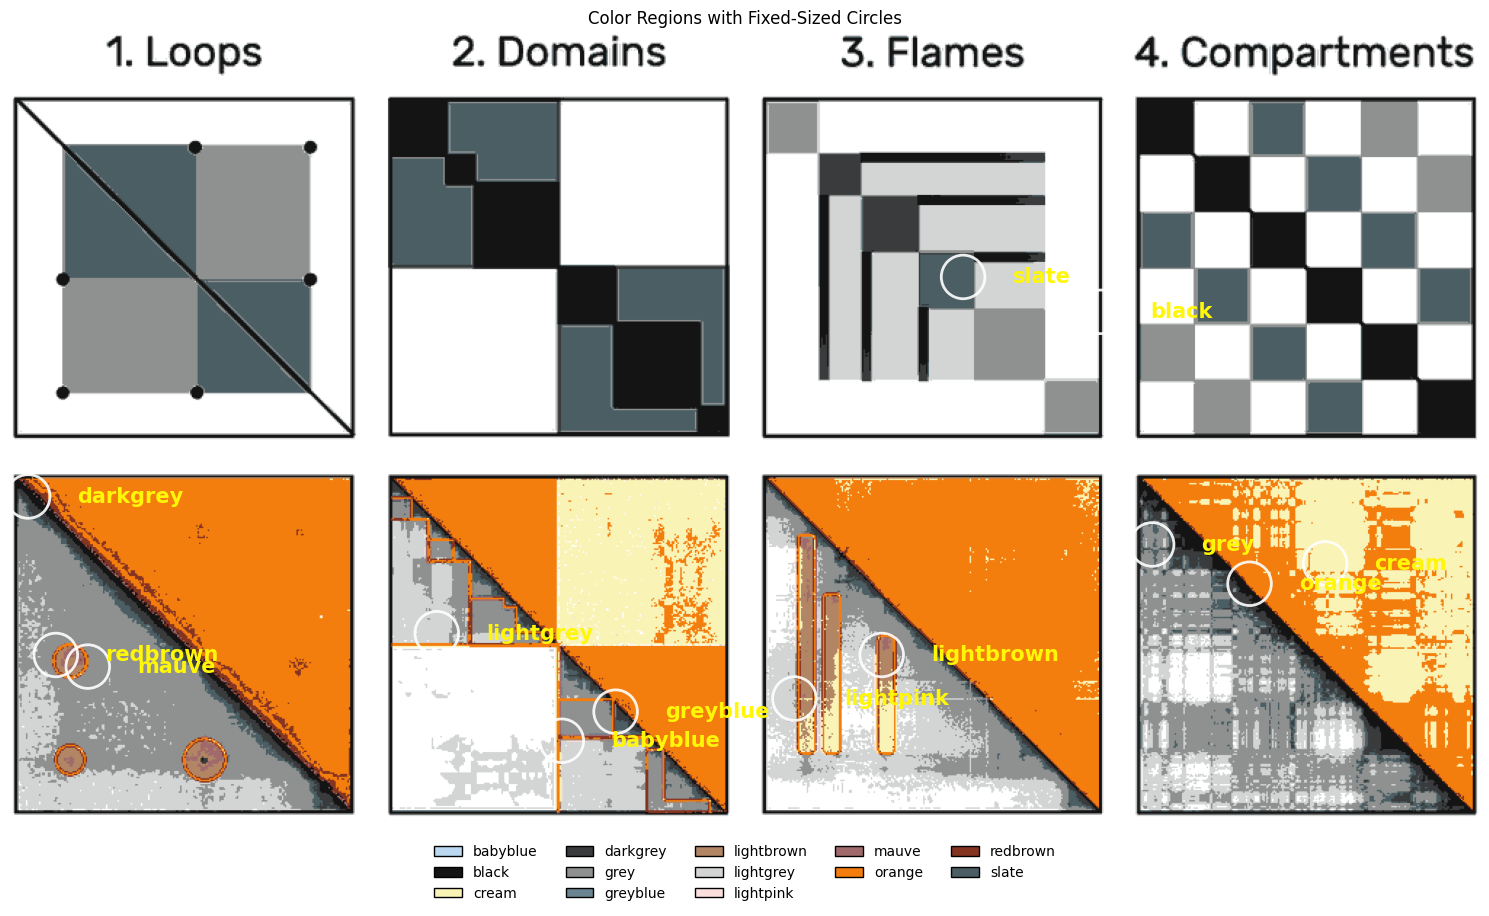 Color Regions with Fixed-Sized Circles
1. Loops
2. Domains
3. Flames
4. Compartments
slate
black
darkgrey
grey
cream
orange
lightgrey
redbrown
mauve
lightbrown
lightpink
greyblue
babyblue
babyblue
darkgrey
lightbrown
mauve
redbrown
black
grey
lightgrey
orange
slate
cream
greyblue
lightpink